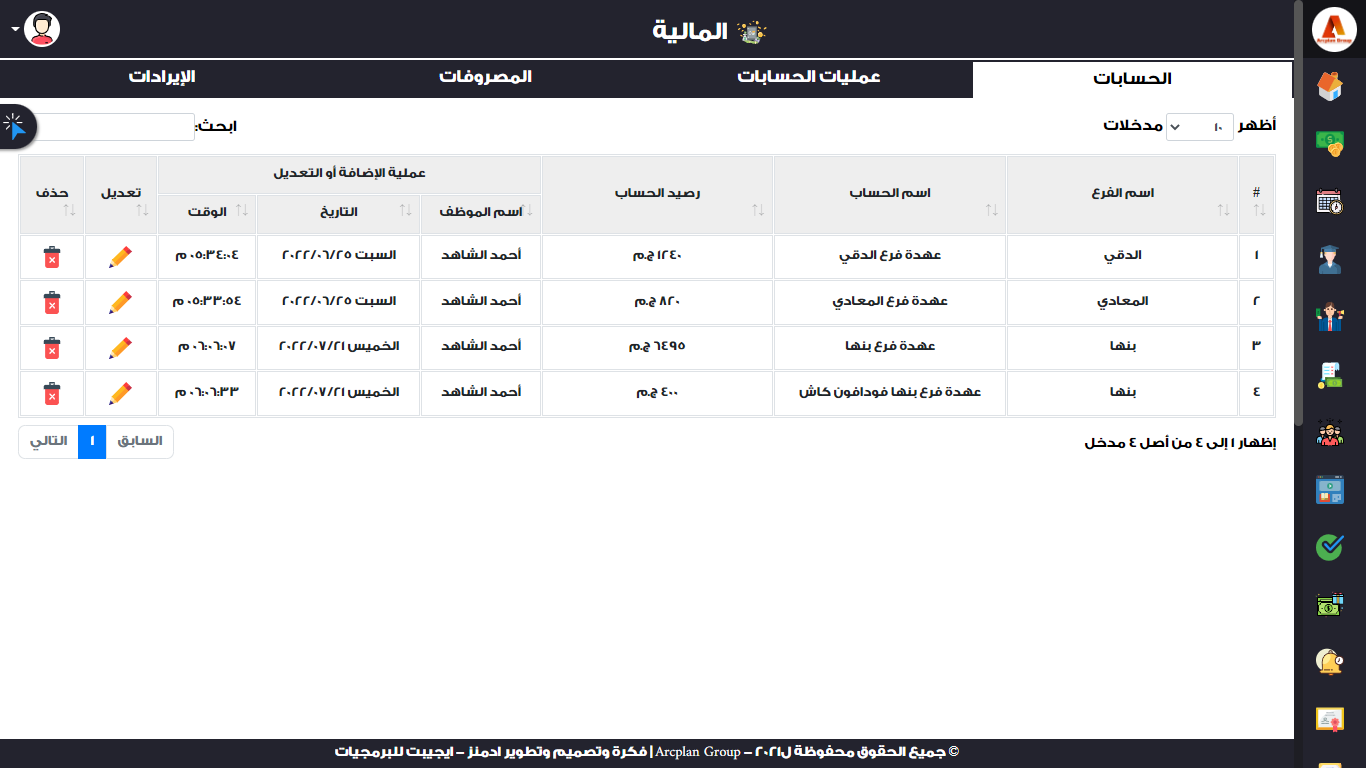 Arcplan Group
المالية
الحسابات
عمليات الحسابات
المصروفات
الإيرادات
أظهر ١٠ مدخلات
ابحث:
# اسم الفرع اسم الحساب رصيد الحساب عملية الإضافة أو التعديل تعديل حذف
اسم الموظف التاريخ الوقت
١ الدقي عهدة فرع الدقي ١٢٤٠ ج.م أحمد الشاهد السبت ٢٠٢٢/٠٦/٢٥ ٠٥:٣٤:٠٤ م
٢ المعادي عهدة فرع المعادي ٨٢٠ ج.م أحمد الشاهد السبت ٢٠٢٢/٠٦/٢٥ ٠٥:٣٣:٥٤ م
٣ بنها عهدة فرع بنها ٦٤٩٥ ج.م أحمد الشاهد الخميس ٢٠٢٢/٠٧/٢١ ٠٦:٠٦:٠٧ م
٤ بنها عهدة فرع بنها فودافون كاش ٤٠٠ ج.م أحمد الشاهد الخميس ٢٠٢٢/٠٧/٢١ ٠٦:٠٦:٣٣ م
إظهار ١ إلى ٤ من أصل ٤ مدخل
السابق ١ التالي
© جميع الحقوق محفوظة ل٢٠٢١ – Arcplan Group | فكرة وتصميم وتطوير ادمنز – ايجيبت للبرمجيات